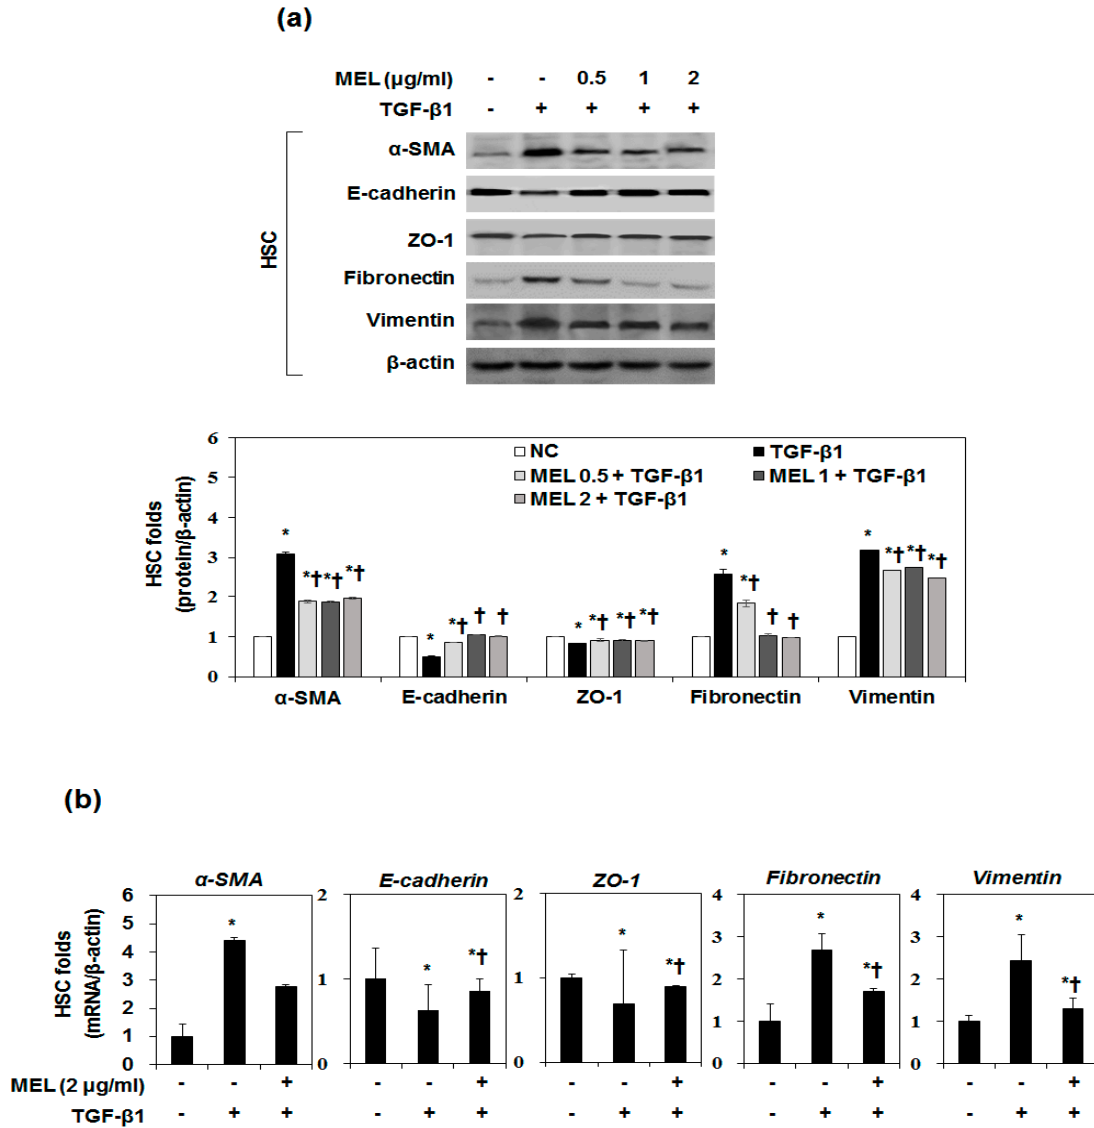 (a)
MEL (μg/ml) - - 0.5 1 2
TGF-β1 - + + + +
HSC
α-SMA
E-cadherin
ZO-1
Fibronectin
Vimentin
β-actin
HSC folds
(protein/β-actin)
6
5
4
3
2
1
0
NC
TGF-β1
MEL 0.5 + TGF-β1
MEL 1 + TGF-β1
MEL 2 + TGF-β1
* *† *† *†
* *† † †
* *† *† *†
* *† † †
* *† *† *†
α-SMA E-cadherin ZO-1 Fibronectin Vimentin
(b)
HSC folds
(mRNA/β-actin)
α-SMA
6
5
4
3
2
1
0
*
E-cadherin
2
1
0
* *†
ZO-1
2
1
0
* *†
Fibronectin
4
3
2
1
0
* *†
Vimentin
4
3
2
1
0
* *†
MEL (2 μg/ml) - - + - - + - - + - - + - - +
TGF-β1 - + + - + + - + + - + + - + +